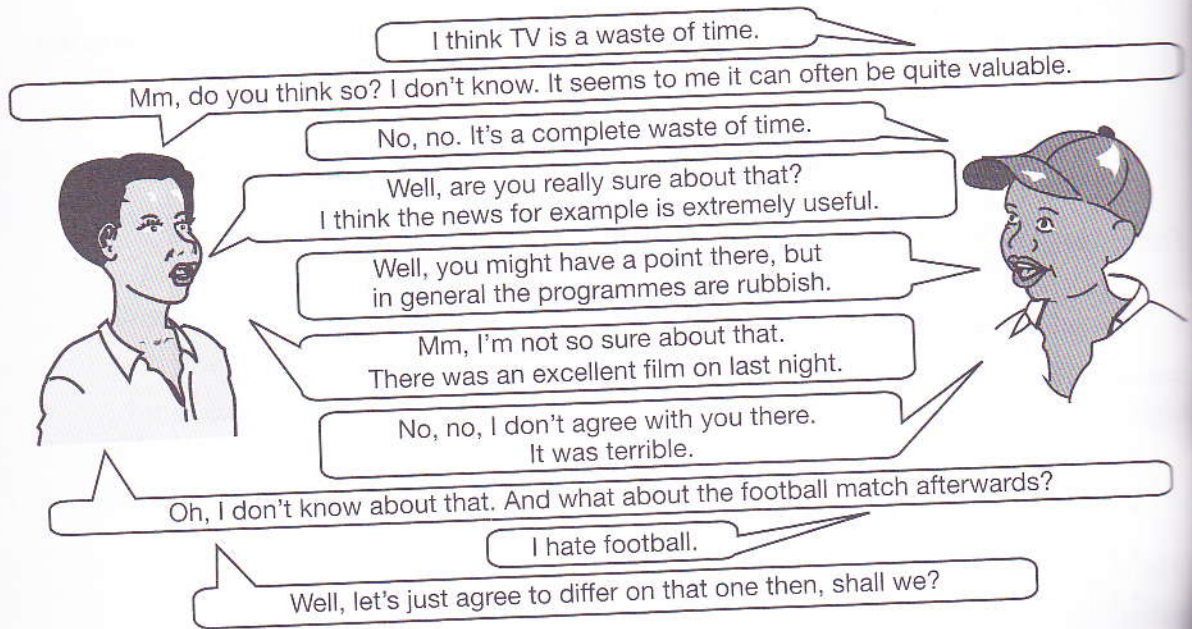 I think TV is a waste of time.
Mm, do you think so? I don't know. It seems to me it can often be quite valuable.
No, no. It's a complete waste of time.
Well, are you really sure about that?
I think the news for example is extremely useful.
Well, you might have a point there, but
in general the programmes are rubbish.
Mm, I'm not so sure about that.
There was an excellent film on last night.
No, no, I don't agree with you there.
It was terrible.
Oh, I don't know about that. And what about the football match afterwards?
I hate football.
Well, let's just agree to differ on that one then, shall we?